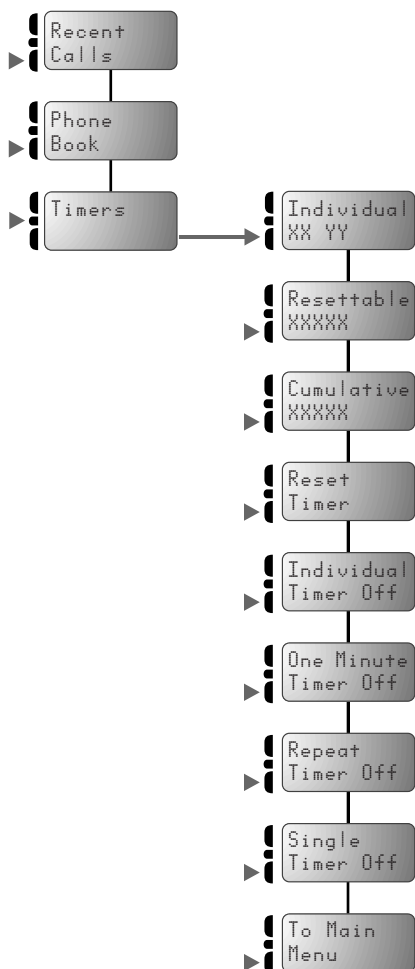 Recent
Calls
Phone
Book
Timers
Individual
XX YY
Resettable
XXXXX
Cumulative
XXXXX
Reset
Timer
Individual
Timer Off
One Minute
Timer Off
Repeat
Timer Off
Single
Timer Off
To Main
Menu